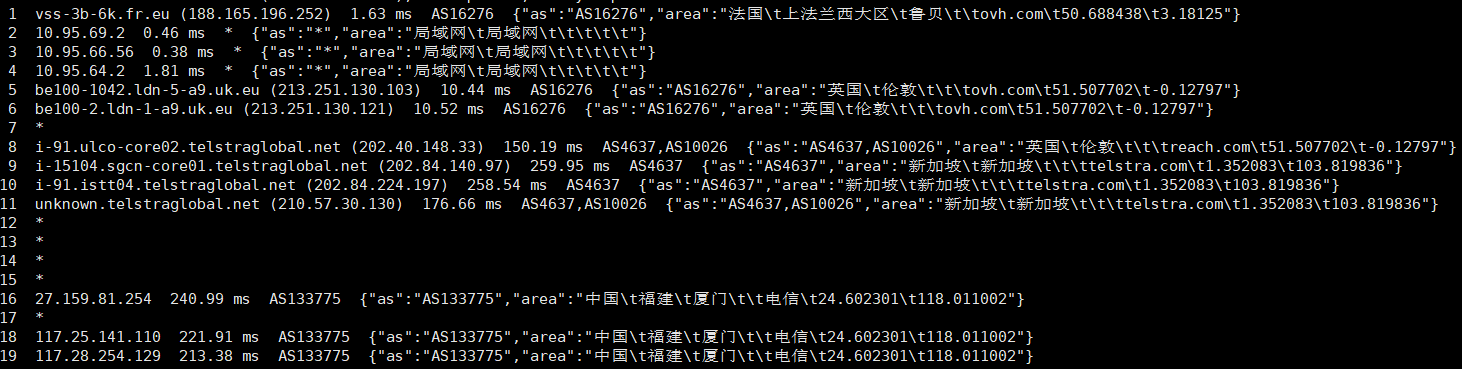 1 vss-3b-6k.fr.eu (188.165.196.252) 1.63 ms AS16276 {"as":"AS16276","area":"法国\t上法兰西大区\t鲁贝\t\tovh.com\t50.688438\t3.18125"}
2 10.95.69.2 0.46 ms * {"as":"*","area":"局域网\t局域网\t\t\t\t\t"}
3 10.95.66.56 0.38 ms * {"as":"*","area":"局域网\t局域网\t\t\t\t\t"}
4 10.95.64.2 1.81 ms * {"as":"*","area":"局域网\t局域网\t\t\t\t\t"}
5 be100-1042.ldn-5-a9.uk.eu (213.251.130.103) 10.44 ms AS16276 {"as":"AS16276","area":"英国\t伦敦\t\t\tovh.com\t51.507702\t-0.12797"}
6 be100-2.ldn-1-a9.uk.eu (213.251.130.121) 10.52 ms AS16276 {"as":"AS16276","area":"英国\t伦敦\t\t\tovh.com\t51.507702\t-0.12797"}
7 *
8 i-91.ulco-core02.telstraglobal.net (202.40.148.33) 150.19 ms AS4637,AS10026 {"as":"AS4637,AS10026","area":"英国\t伦敦\t\t\treach.com\t51.507702\t-0.12797"}
9 i-15104.sgcn-core01.telstraglobal.net (202.84.140.97) 259.95 ms AS4637 {"as":"AS4637","area":"新加坡\t新加坡\t\t\ttelstra.com\t1.352083\t103.819836"}
10 i-91.istt04.telstraglobal.net (202.84.224.197) 258.54 ms AS4637 {"as":"AS4637","area":"新加坡\t新加坡\t\t\ttelstra.com\t1.352083\t103.819836"}
11 unknown.telstraglobal.net (210.57.30.130) 176.66 ms AS4637,AS10026 {"as":"AS4637,AS10026","area":"新加坡\t新加坡\t\t\ttelstra.com\t1.352083\t103.819836"}
12 *
13 *
14 *
15 *
16 27.159.81.254 240.99 ms AS133775 {"as":"AS133775","area":"中国\t福建\t厦门\t\t电信\t24.602301\t118.011002"}
17 *
18 117.25.141.110 221.91 ms AS133775 {"as":"AS133775","area":"中国\t福建\t厦门\t\t电信\t24.602301\t118.011002"}
19 117.28.254.129 213.38 ms AS133775 {"as":"AS133775","area":"中国\t福建\t厦门\t\t电信\t24.602301\t118.011002"}